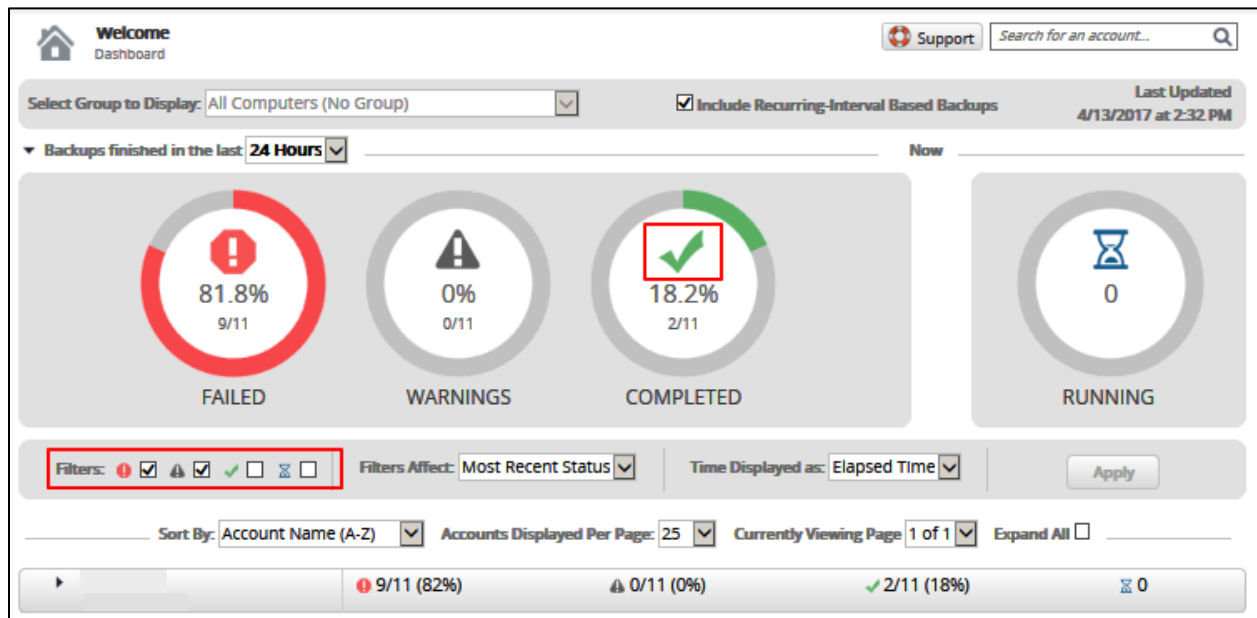 Welcome
Dashboard
Support
Search for an account...
Select Group to Display: All Computers (No Group)
Include Recurring-Interval Based Backups
Last Updated
4/13/2017 at 2:32 PM
Backups finished in the last 24 Hours
Now
81.8%
9/11
FAILED
0%
0/11
WARNINGS
18.2%
2/11
COMPLETED
0
RUNNING
Filters:
Filters Affect: Most Recent Status
Time Displayed as: Elapsed Time
Apply
Sort By: Account Name (A-Z)
Accounts Displayed Per Page: 25
Currently Viewing Page 1 of 1
Expand All
9/11 (82%)
0/11 (0%)
2/11 (18%)
0